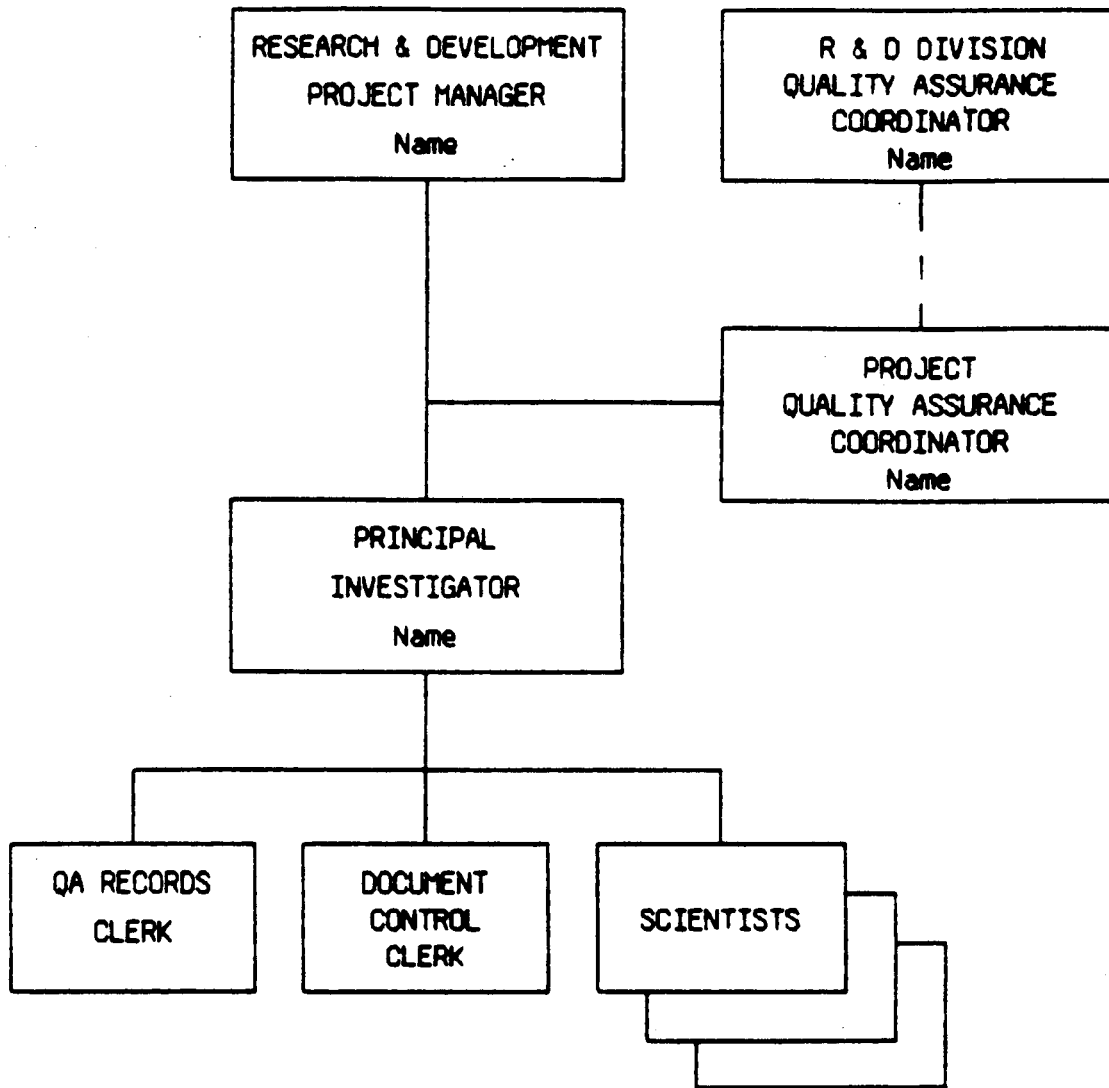 RESEARCH & DEVELOPMENT
PROJECT MANAGER
Name
R & D DIVISION
QUALITY ASSURANCE
COORDINATOR
Name
PROJECT
QUALITY ASSURANCE
COORDINATOR
Name
PRINCIPAL
INVESTIGATOR
Name
QA RECORDS
CLERK
DOCUMENT
CONTROL
CLERK
SCIENTISTS